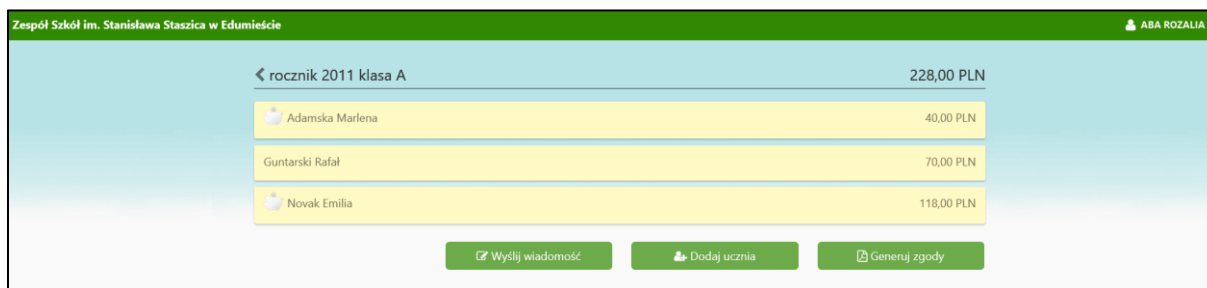 Zespół Szkół im. Stanisława Staszica w Edumieście ABA ROZALIA
rocznik 2011 klasa A 228,00 PLN
Adamska Marlena 40,00 PLN
Guntarski Rafał 70,00 PLN
Novak Emilia 118,00 PLN
Wyślij wiadomość Dodaj ucznia Generuj zgody